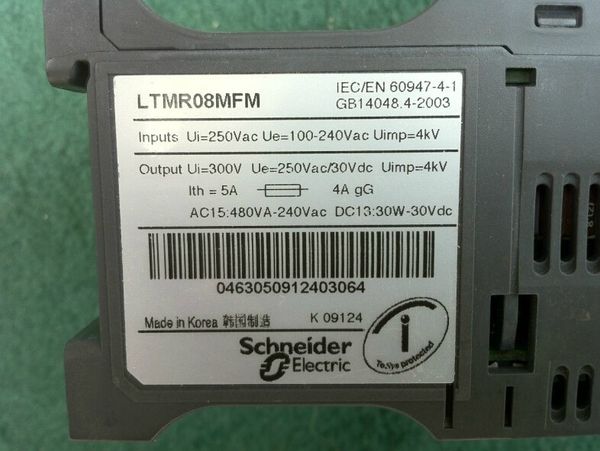 LTMR08MFM
IEC/EN 60947-4-1
GB14048.4-2003
Inputs Ui=250Vac Ue=100-240Vac Uimp=4kV
Output Ui=300V Ue=250Vac/30Vdc Uimp=4kV
Ith = 5A 4A gG
AC15:480VA-240Vac DC13:30W-30Vdc
0463050912403064
Made in Korea 韩国制造 K 09124
Schneider
Electric